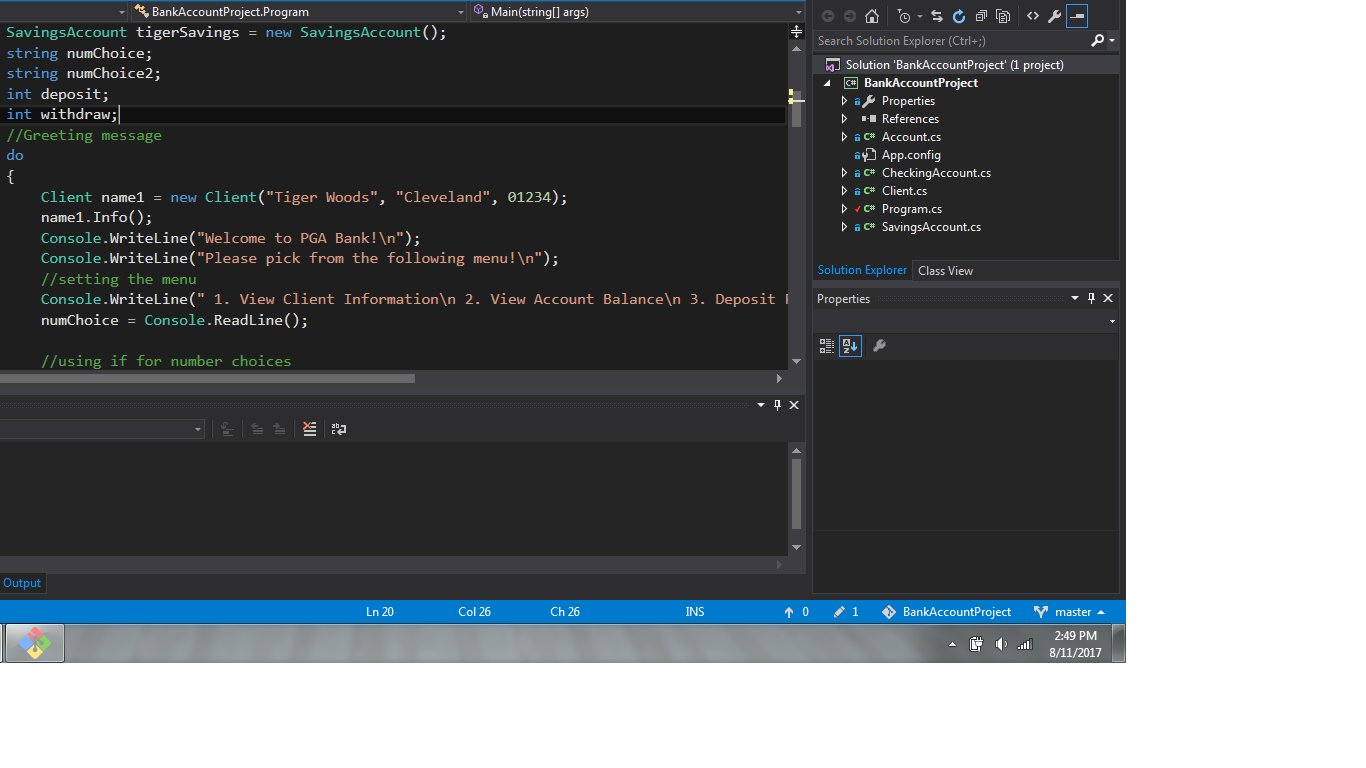 BankAccountProject.Program
Main(string[] args)
SavingsAccount tigerSavings = new SavingsAccount();
string numChoice;
string numChoice2;
int deposit;
int withdraw;
//Greeting message
do
{
Client name1 = new Client("Tiger Woods", "Cleveland", 01234);
name1.Info();
Console.WriteLine("Welcome to PGA Bank!\n");
Console.WriteLine("Please pick from the following menu!\n");
//setting the menu
Console.WriteLine(" 1. View Client Information\n 2. View Account Balance\n 3. Deposit
numChoice = Console.ReadLine();
//using if for number choices
Search Solution Explorer (Ctrl+;)
Solution 'BankAccountProject' (1 project)
C# BankAccountProject
Properties
References
C# Account.cs
App.config
C# CheckingAccount.cs
C# Client.cs
C# Program.cs
C# SavingsAccount.cs
Solution Explorer
Class View
Properties
Output
Ln 20
Col 26
Ch 26
INS
0
1
BankAccountProject
master
2:49 PM
8/11/2017